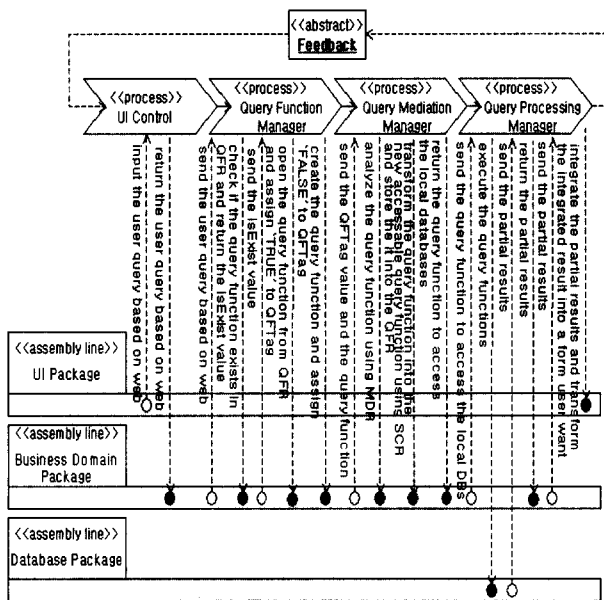 <<abstract>>
Feedback
<<process>>
UI Control
<<process>>
Query Function
Manager
<<process>>
Query Mediation
Manager
<<process>>
Query Processing
Manager
input the user query based on web
return the user query based on web
send the user query based on web
check if the query function exists in
QFR and return the isExist value
send the isExist value
open the query function from QFR
and assign 'TRUE' to QFTag
create the query function and assign
'FALSE' to QFTag
send the QFTag value and the query function
analyze the query function using MDR
transform the query function into the
new accessable query function using SCR
and store the it into the QFR
return the query function to access
the local databases
send the query function to access the local DBs
execute the query functions
send the partial results
return the partial results
send the partial results
integrate the partial results and transform
the integrated result into a form user want
<<assembly line>>
UI Package
<<assembly line>>
Business Domain
Package
<<assembly line>>
Database Package